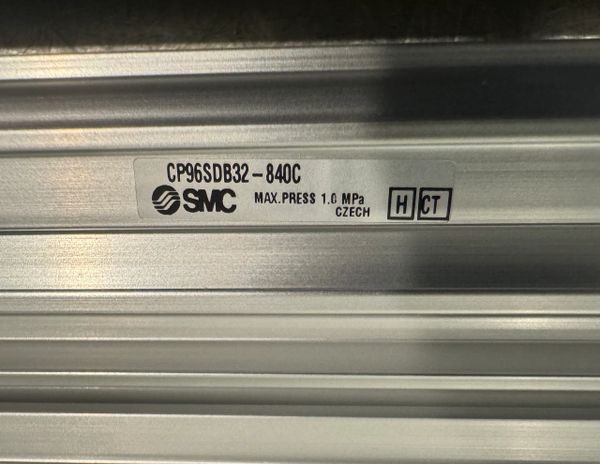 CP96SDB32-840C
SMC MAX.PRESS 1.0 MPa
CZECH
H CT